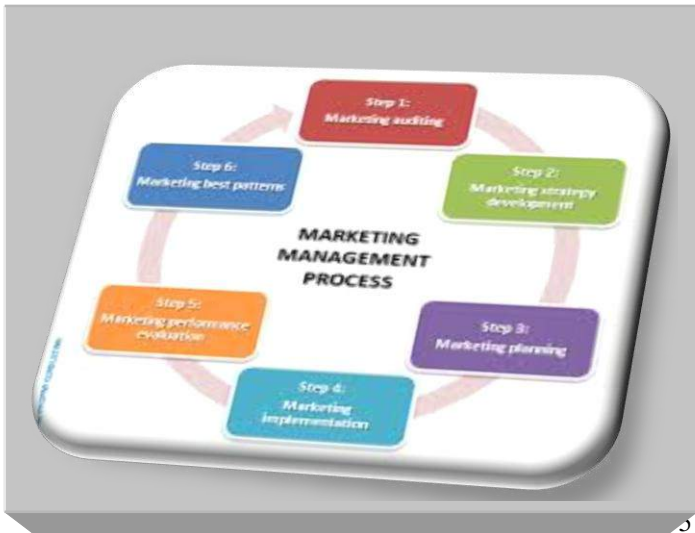 Step 1:
Marketing auditing
Step 2:
Marketing strategy
development
Step 3:
Marketing planning
Step 4:
Marketing
implementation
Step 5:
Marketing performance
evaluation
Step 6:
Marketing best patterns
MARKETING
MANAGEMENT
PROCESS
5